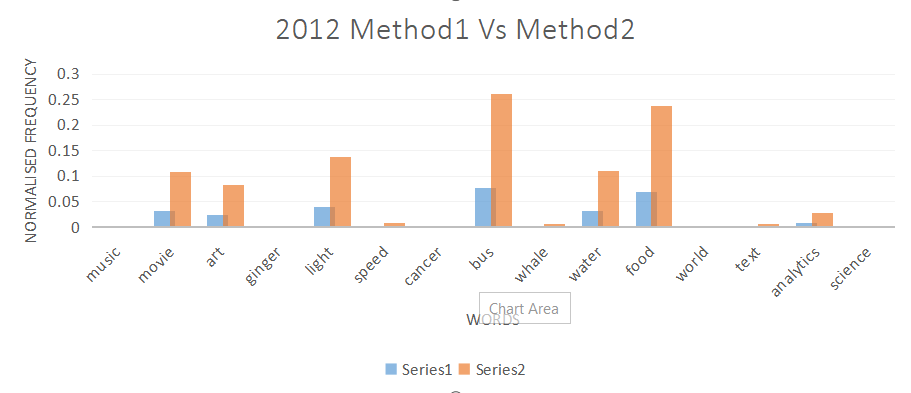 2012 Method1 Vs Method2
NORMALISED FREQUENCY
0.3
0.25
0.2
0.15
0.1
0.05
0
music
movie
art
ginger
light
speed
cancer
bus
whale
water
food
world
text
analytics
science
Chart Area
WORDS
Series1
Series2